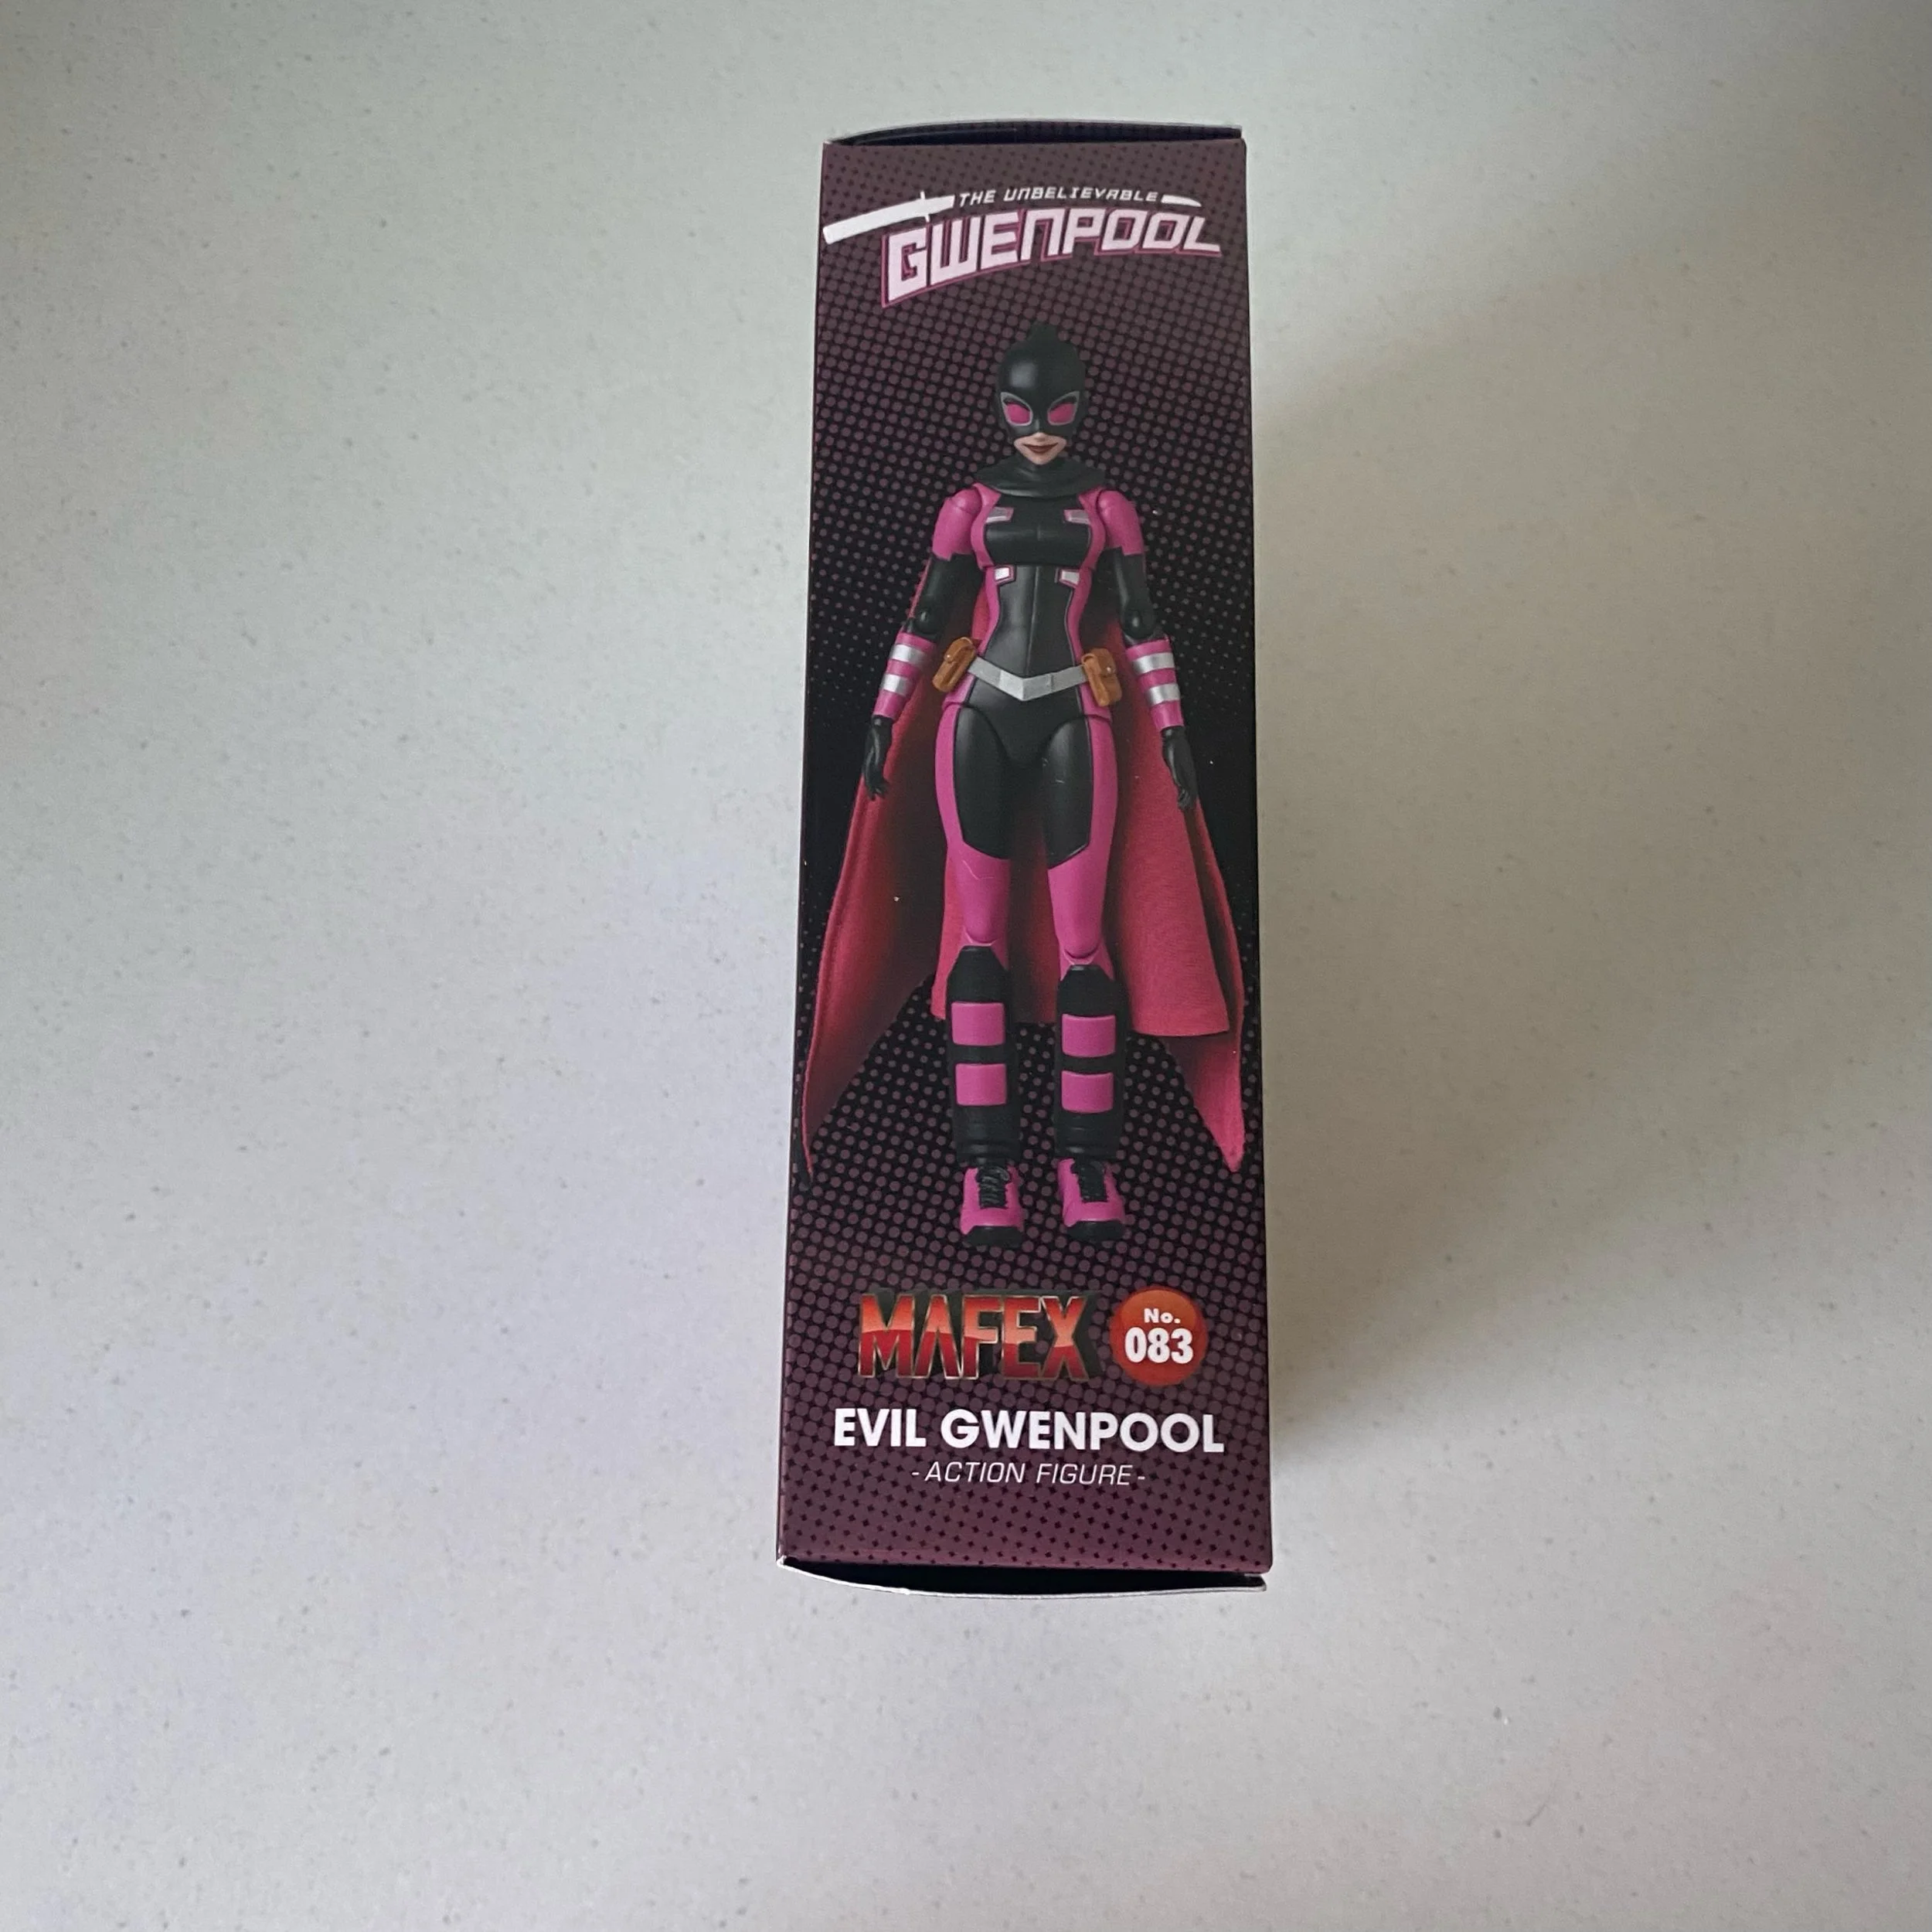 THE UNBELIEVABLE
GWENPOOL
MAFEX
No.
083
EVIL GWENPOOL
-ACTION FIGURE-